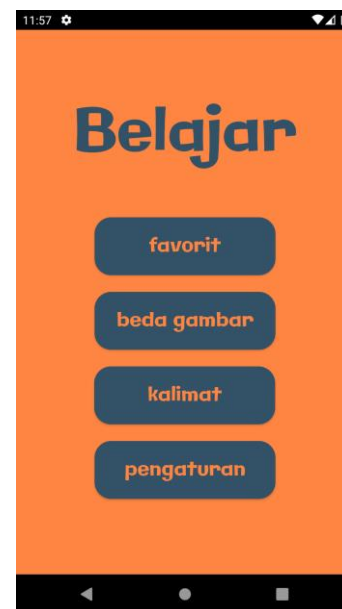 11:57
Belajar
favorit
beda gambar
kalimat
pengaturan